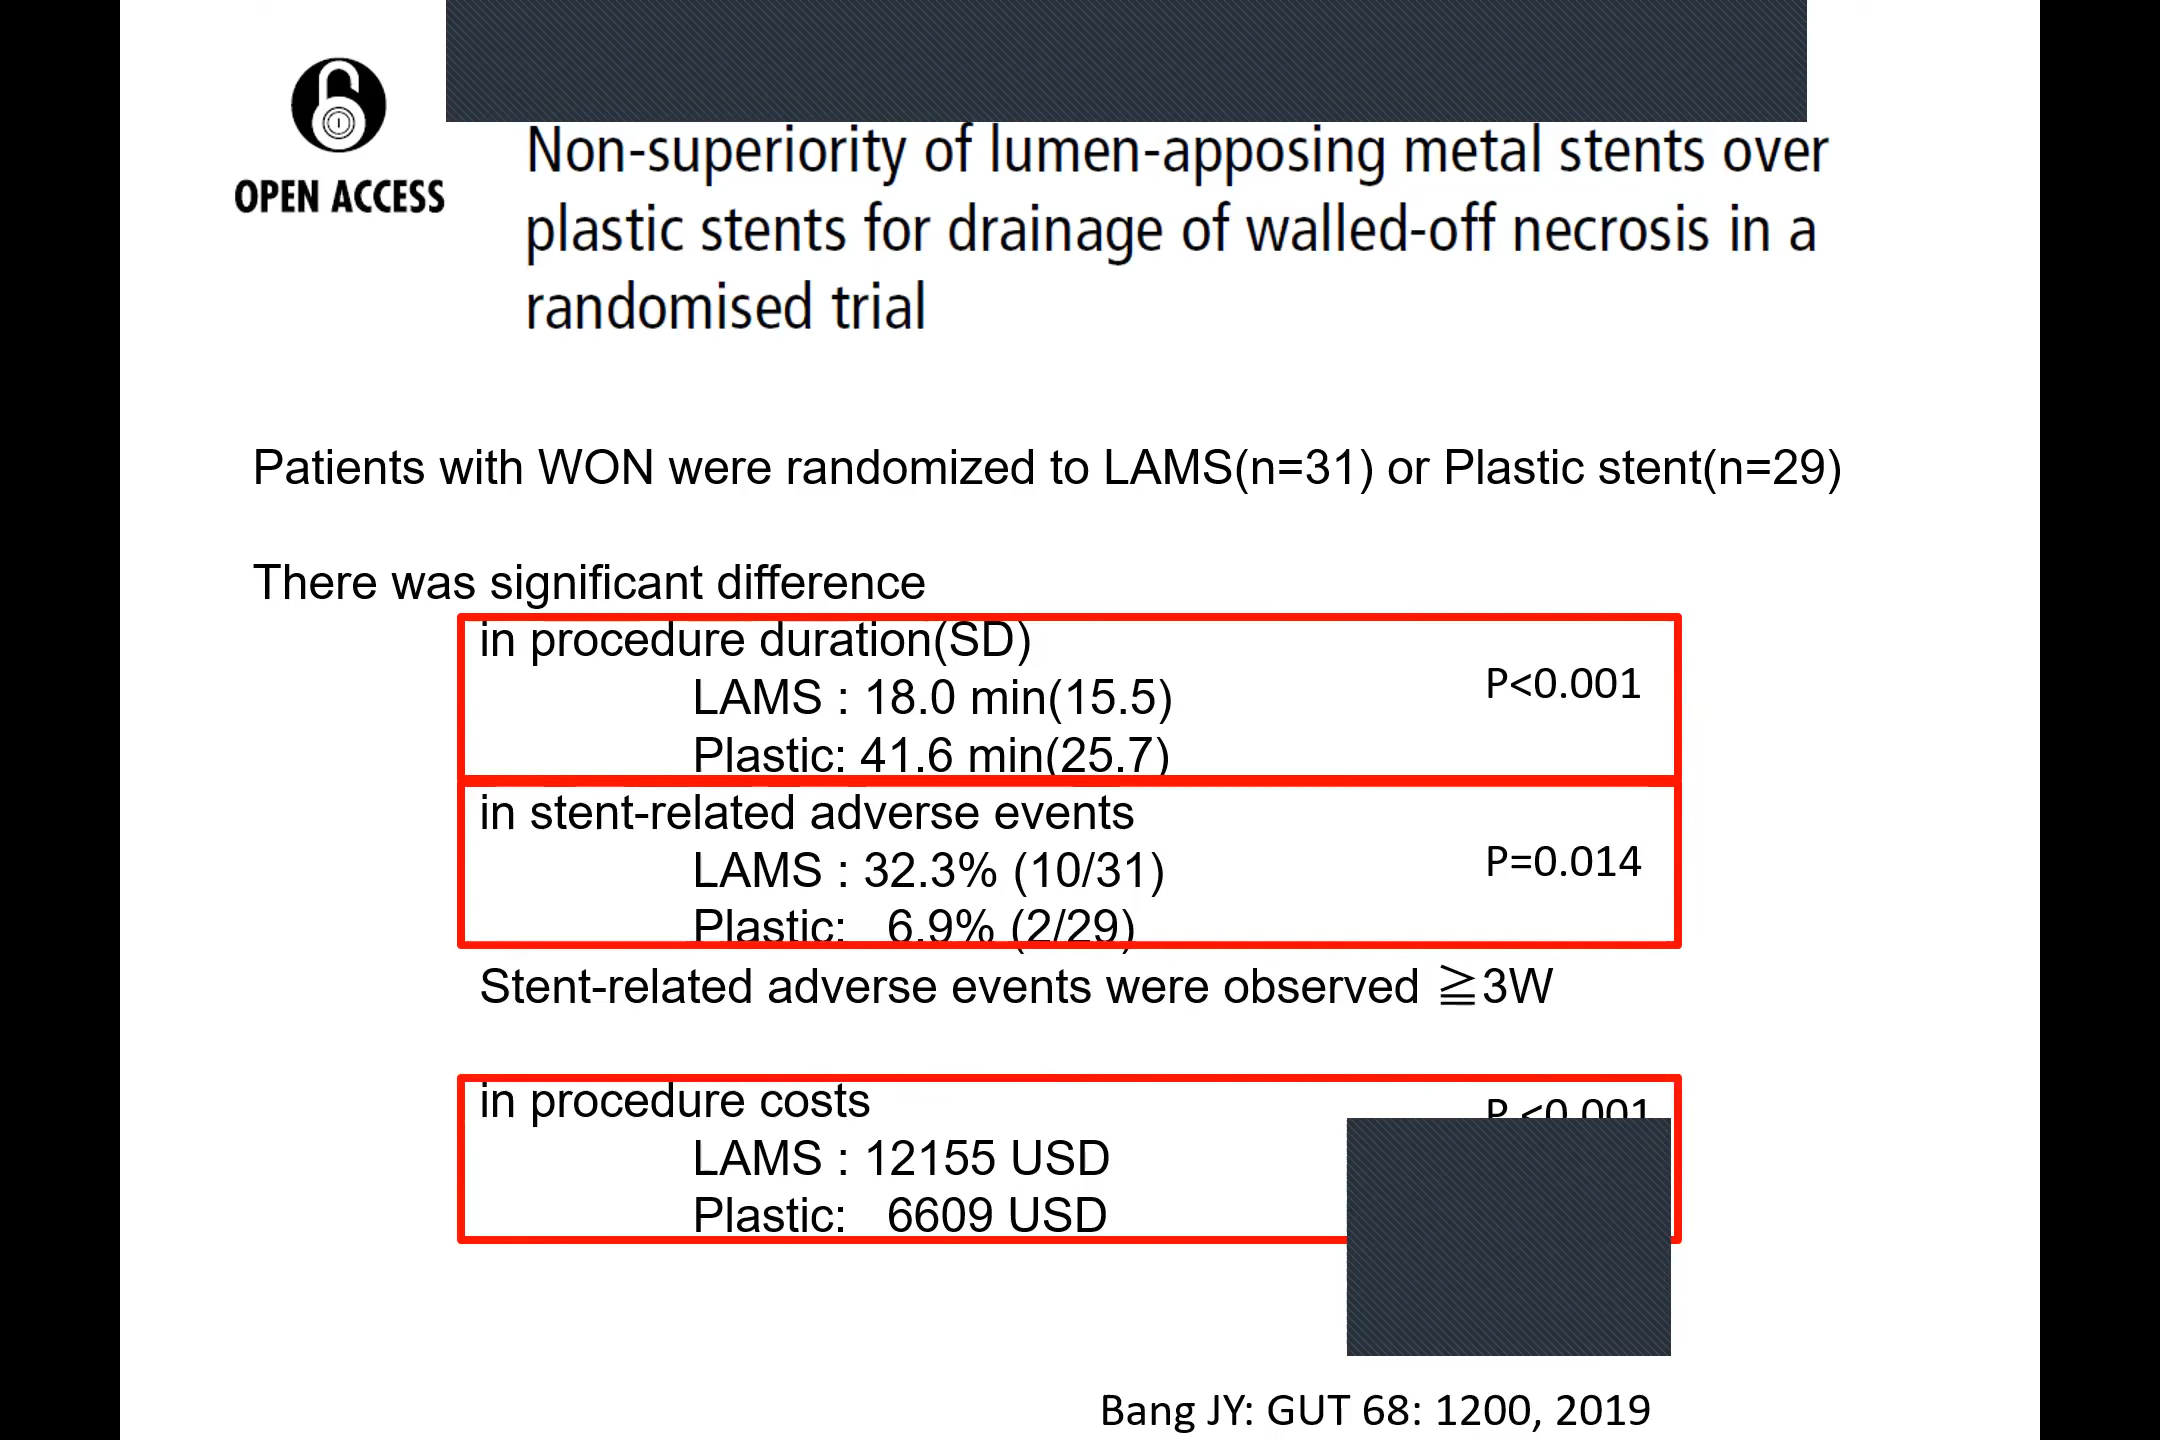 OPEN ACCESS
Non-superiority of lumen-apposing metal stents over
plastic stents for drainage of walled-off necrosis in a
randomised trial
Patients with WON were randomized to LAMS(n=31) or Plastic stent(n=29)
There was significant difference
in procedure duration(SD)
LAMS : 18.0 min(15.5)
P<0.001
Plastic: 41.6 min(25.7)
in stent-related adverse events
LAMS : 32.3% (10/31)
P=0.014
Plastic: 6.9% (2/29)
Stent-related adverse events were observed ≧3W
in procedure costs
P <0.001
LAMS : 12155 USD
Plastic: 6609 USD
Bang JY: GUT 68: 1200, 2019